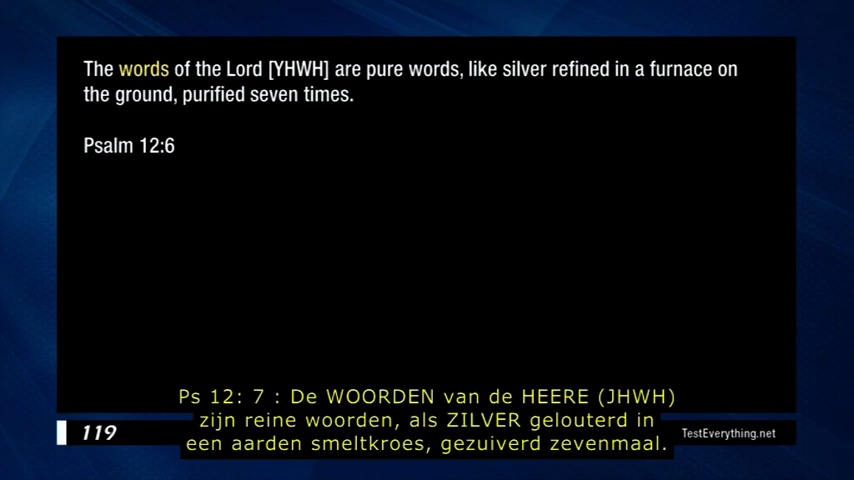 The words of the Lord [YHWH] are pure words, like silver refined in a furnace on
the ground, purified seven times.
Psalm 12:6
Ps 12: 7 : De WOORDEN van de HEERE (JHWH)
zijn reine woorden, als ZILVER gelouterd in
een aarden smeltkroes, gezuiverd zevenmaal.
119
TestEverything.net